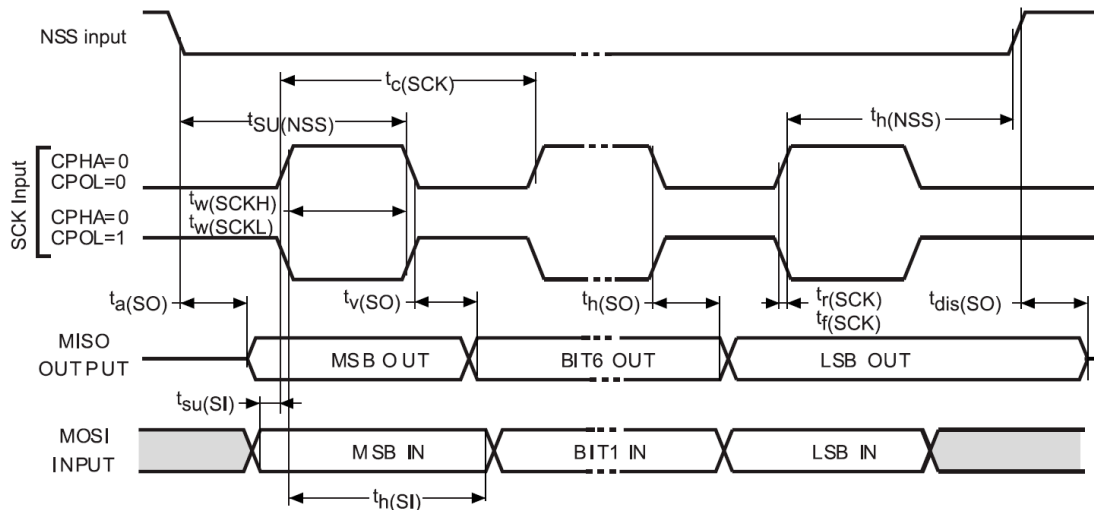 NSS input
tc(SCK)
tSU(NSS)
th(NSS)
SCK Input
CPHA=0
CPOL=0
tw(SCKH)
CPHA=0
tw(SCKL)
CPOL=1
ta(SO)
tv(SO)
th(SO)
tr(SCK)
tf(SCK)
tdis(SO)
MISO
OUTPUT
MSB OUT
BIT6 OUT
LSB OUT
tsu(SI)
MOSI
INPUT
MSB IN
BIT1 IN
LSB IN
th(SI)